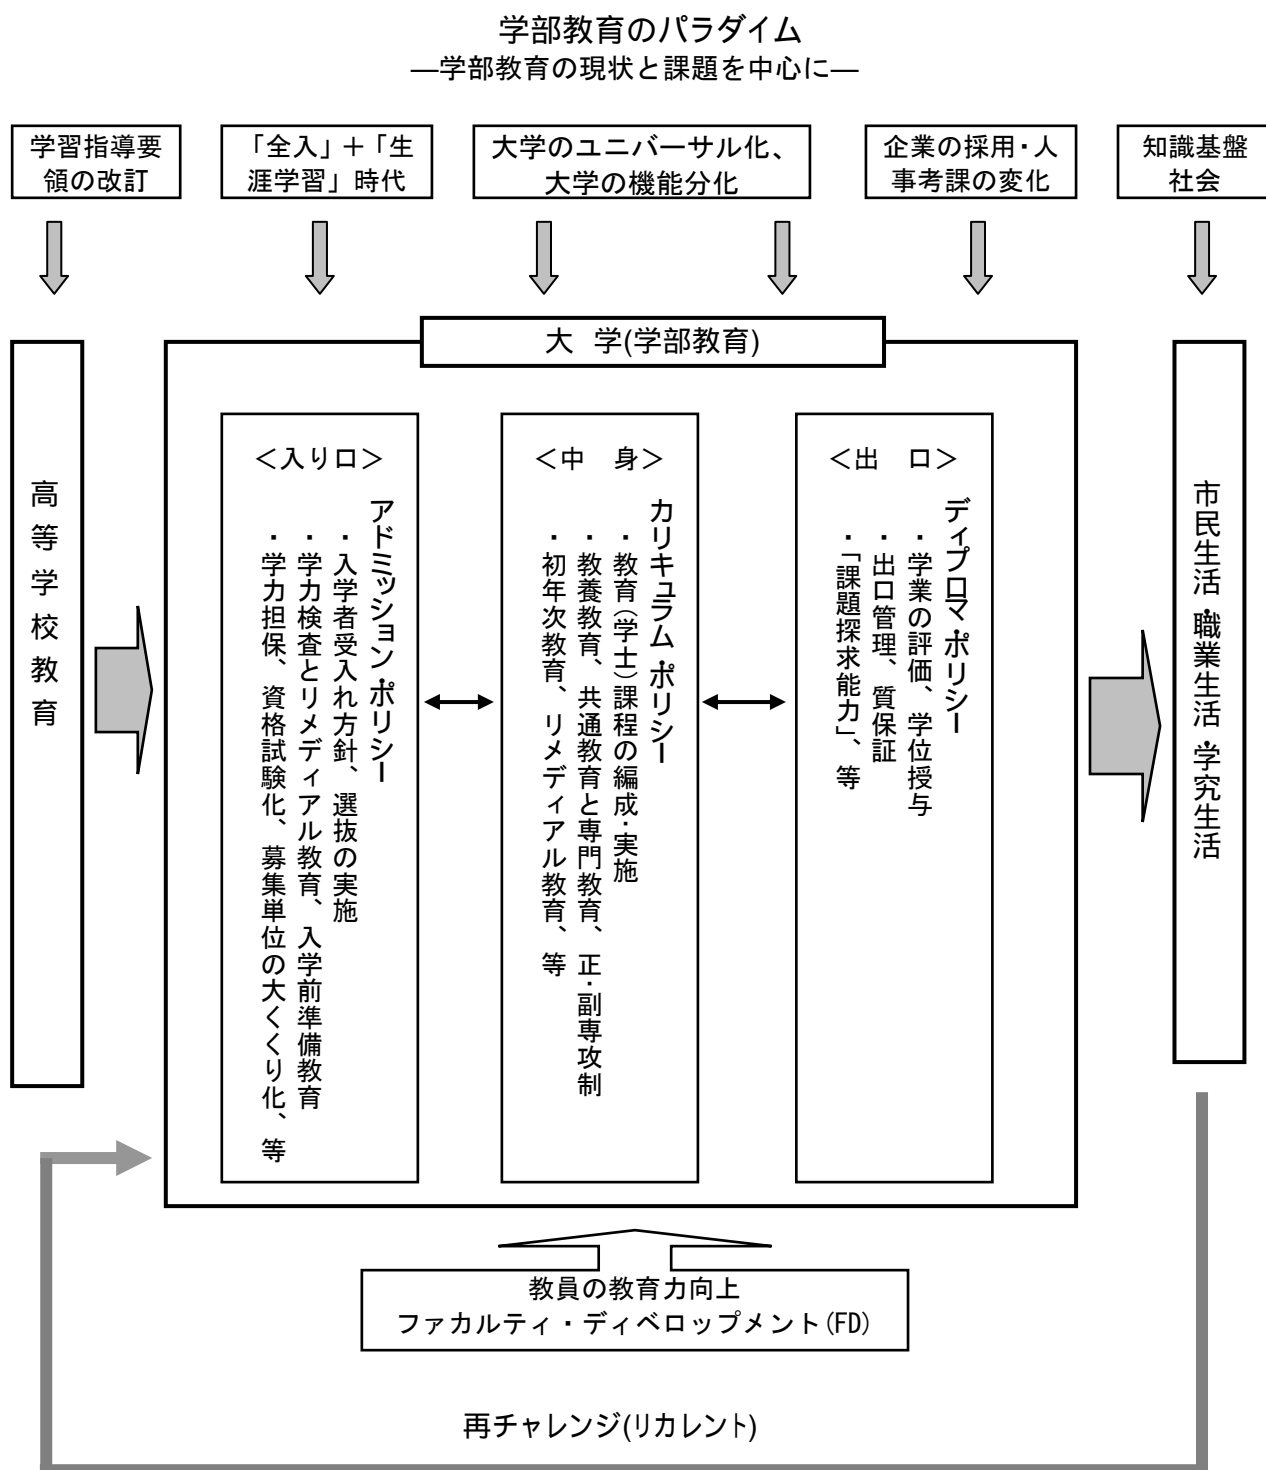 学部教育のパラダイム
―学部教育の現状と課題を中心に―
学習指導要
領の改訂
「全入」＋「生
涯学習」時代
大学のユニバーサル化、
大学の機能分化
企業の採用・人
事考課の変化
知識基盤
社会
大 学(学部教育)
高等学校教育
＜入り口＞
アドミッション・ポリシー
・入学者受入れ方針、選抜の実施
・学力検査とリメディアル教育、入学前準備教育
・学力担保、資格試験化、募集単位の大くくり化、等
＜中 身＞
カリキュラム・ポリシー
・教育（学士）課程の編成・実施
・教養教育、共通教育と専門教育、正・副専攻制
・初年次教育、リメディアル教育、等
＜出 口＞
ディプロマ・ポリシー
・学業の評価、学位授与
・出口管理、質保証
・「課題探求能力」、等
市民生活・職業生活・学究生活
教員の教育力向上
ファカルティ・ディベロップメント(FD)
再チャレンジ(リカレント)